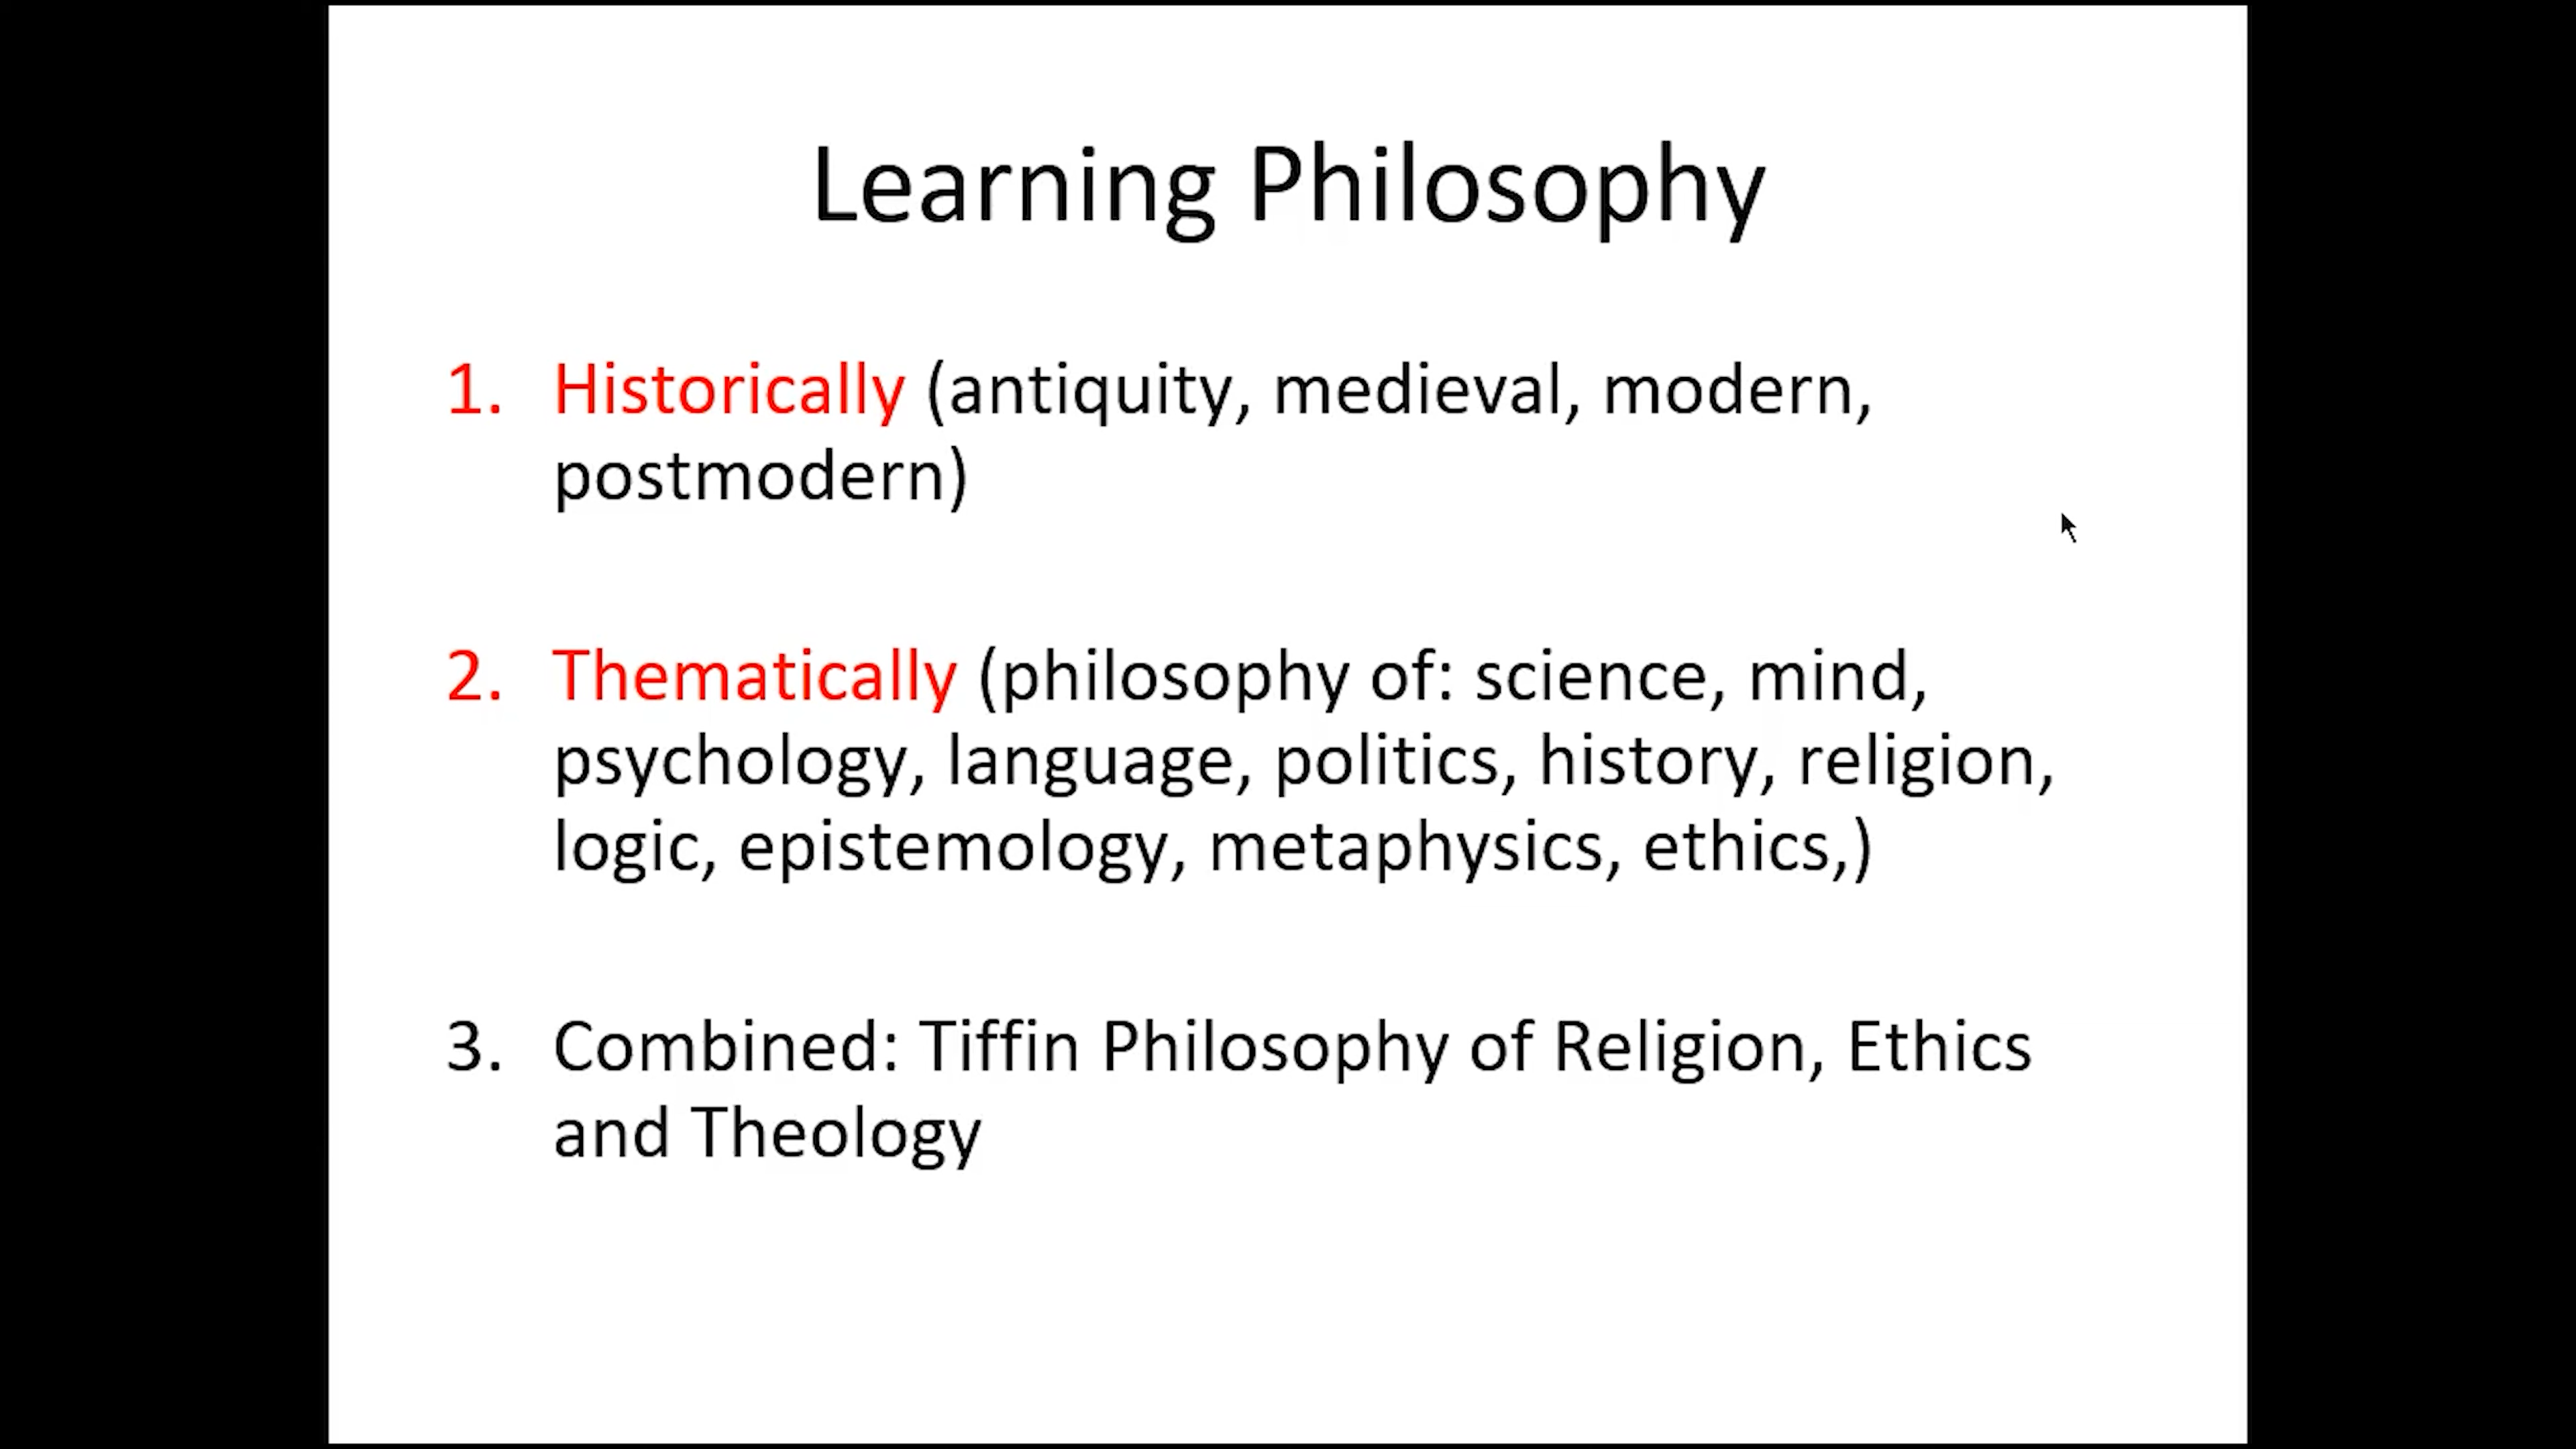 Learning Philosophy
1. Historically (antiquity, medieval, modern,
postmodern)
2. Thematically (philosophy of: science, mind,
psychology, language, politics, history, religion,
logic, epistemology, metaphysics, ethics,)
3. Combined: Tiffin Philosophy of Religion, Ethics
and Theology